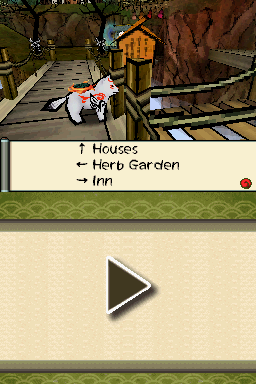 ↑ Houses
← Herb Garden
→ Inn